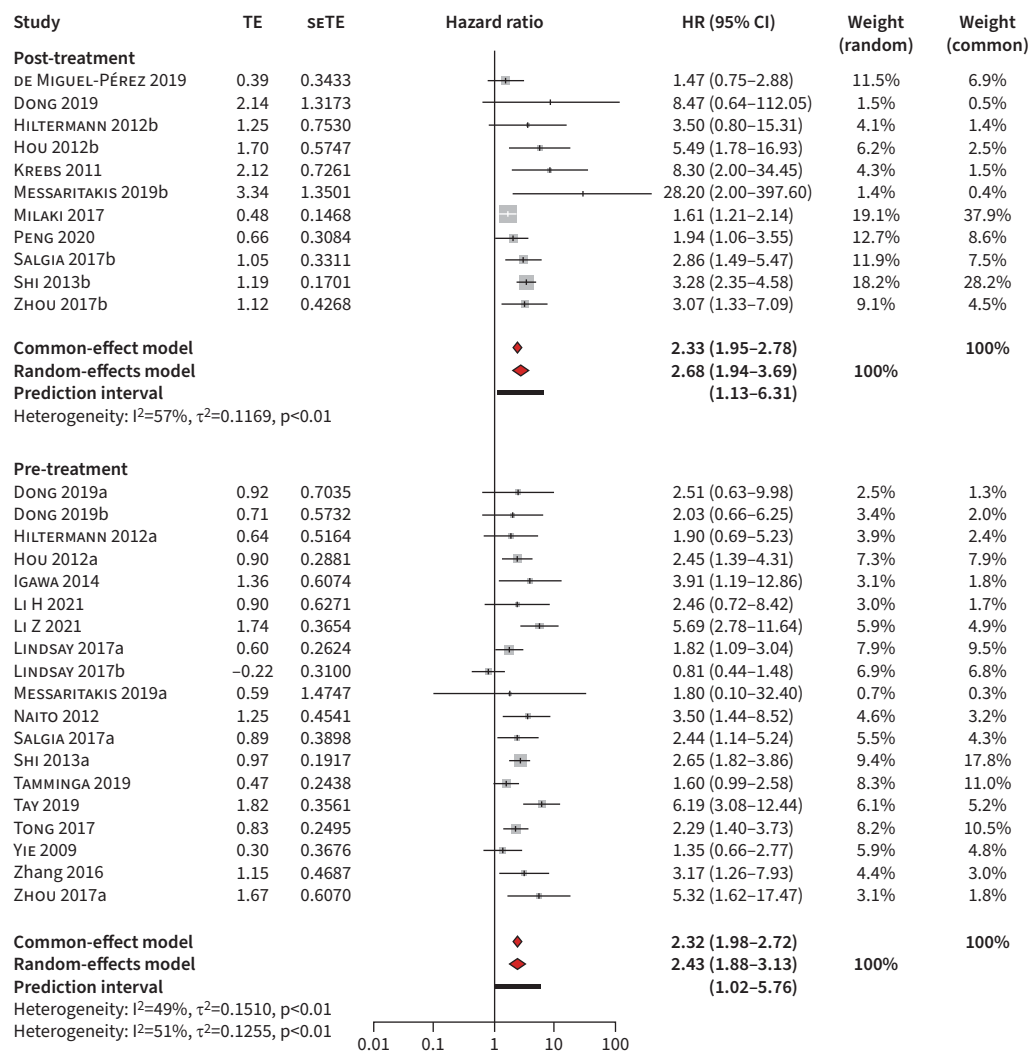 Study TE seTE Hazard ratio HR (95% CI) Weight (random) Weight (common)
Post-treatment
de Miguel-Pérez 2019 0.39 0.3433 1.47 (0.75–2.88) 11.5% 6.9%
Dong 2019 2.14 1.3173 8.47 (0.64–112.05) 1.5% 0.5%
Hiltermann 2012b 1.25 0.7530 3.50 (0.80–15.31) 4.1% 1.4%
Hou 2012b 1.70 0.5747 5.49 (1.78–16.93) 6.2% 2.5%
Krebs 2011 2.12 0.7261 8.30 (2.00–34.45) 4.3% 1.5%
Messaritakis 2019b 3.34 1.3501 28.20 (2.00–397.60) 1.4% 0.4%
Milaki 2017 0.48 0.1468 1.61 (1.21–2.14) 19.1% 37.9%
Peng 2020 0.66 0.3084 1.94 (1.06–3.55) 12.7% 8.6%
Salgia 2017b 1.05 0.3311 2.86 (1.49–5.47) 11.9% 7.5%
Shi 2013b 1.19 0.1701 3.28 (2.35–4.58) 18.2% 28.2%
Zhou 2017b 1.12 0.4268 3.07 (1.33–7.09) 9.1% 4.5%
Common-effect model 2.33 (1.95–2.78) 100%
Random-effects model 2.68 (1.94–3.69) 100%
Prediction interval (1.13–6.31)
Heterogeneity: I²=57%, τ²=0.1169, p<0.01
Pre-treatment
Dong 2019a 0.92 0.7035 2.51 (0.63–9.98) 2.5% 1.3%
Dong 2019b 0.71 0.5732 2.03 (0.66–6.25) 3.4% 2.0%
Hiltermann 2012a 0.64 0.5164 1.90 (0.69–5.23) 3.9% 2.4%
Hou 2012a 0.90 0.2881 2.45 (1.39–4.31) 7.3% 7.9%
Igawa 2014 1.36 0.6074 3.91 (1.19–12.86) 3.1% 1.8%
Li H 2021 0.90 0.6271 2.46 (0.72–8.42) 3.0% 1.7%
Li Z 2021 1.74 0.3654 5.69 (2.78–11.64) 5.9% 4.9%
Lindsay 2017a 0.60 0.2624 1.82 (1.09–3.04) 7.9% 9.5%
Lindsay 2017b −0.22 0.3100 0.81 (0.44–1.48) 6.9% 6.8%
Messaritakis 2019a 0.59 1.4747 1.80 (0.10–32.40) 0.7% 0.3%
Naito 2012 1.25 0.4541 3.50 (1.44–8.52) 4.6% 3.2%
Salgia 2017a 0.89 0.3898 2.44 (1.14–5.24) 5.5% 4.3%
Shi 2013a 0.97 0.1917 2.65 (1.82–3.86) 9.4% 17.8%
Tamminga 2019 0.47 0.2438 1.60 (0.99–2.58) 8.3% 11.0%
Tay 2019 1.82 0.3561 6.19 (3.08–12.44) 6.1% 5.2%
Tong 2017 0.83 0.2495 2.29 (1.40–3.73) 8.2% 10.5%
Yie 2009 0.30 0.3676 1.35 (0.66–2.77) 5.9% 4.8%
Zhang 2016 1.15 0.4687 3.17 (1.26–7.93) 4.4% 3.0%
Zhou 2017a 1.67 0.6070 5.32 (1.62–17.47) 3.1% 1.8%
Common-effect model 2.32 (1.98–2.72) 100%
Random-effects model 2.43 (1.88–3.13) 100%
Prediction interval (1.02–5.76)
Heterogeneity: I²=49%, τ²=0.1510, p<0.01
Heterogeneity: I²=51%, τ²=0.1255, p<0.01
0.01 0.1 1 10 100